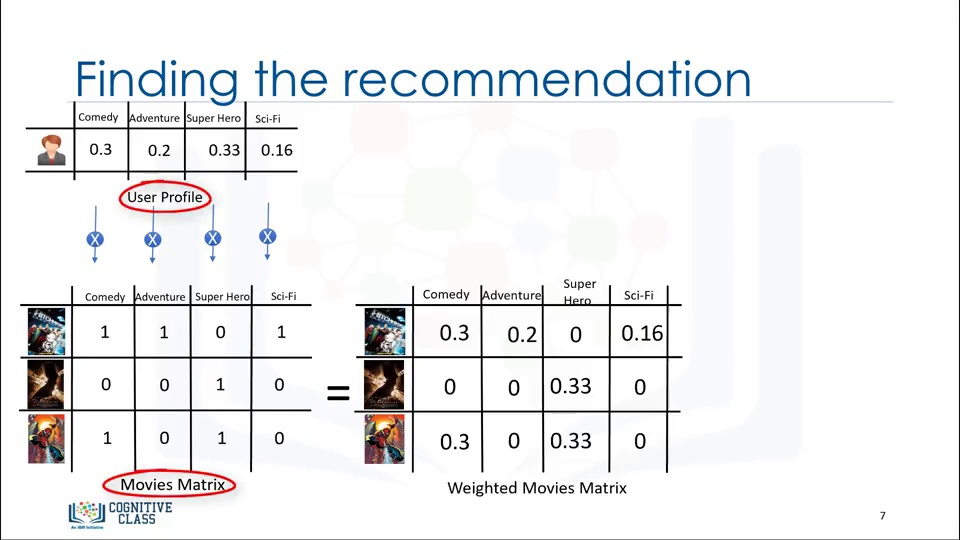 Finding the recommendation
Comedy Adventure Super Hero Sci-Fi
0.3 0.2 0.33 0.16
User Profile
X X X X
Comedy Adventure Super Hero Sci-Fi
1 1 0 1
0 0 1 0
1 0 1 0
Movies Matrix
=
Comedy Adventure Super Hero Sci-Fi
0.3 0.2 0 0.16
0 0 0.33 0
0.3 0 0.33 0
Weighted Movies Matrix
COGNITIVE
CLASS
An IBM Initiative
7